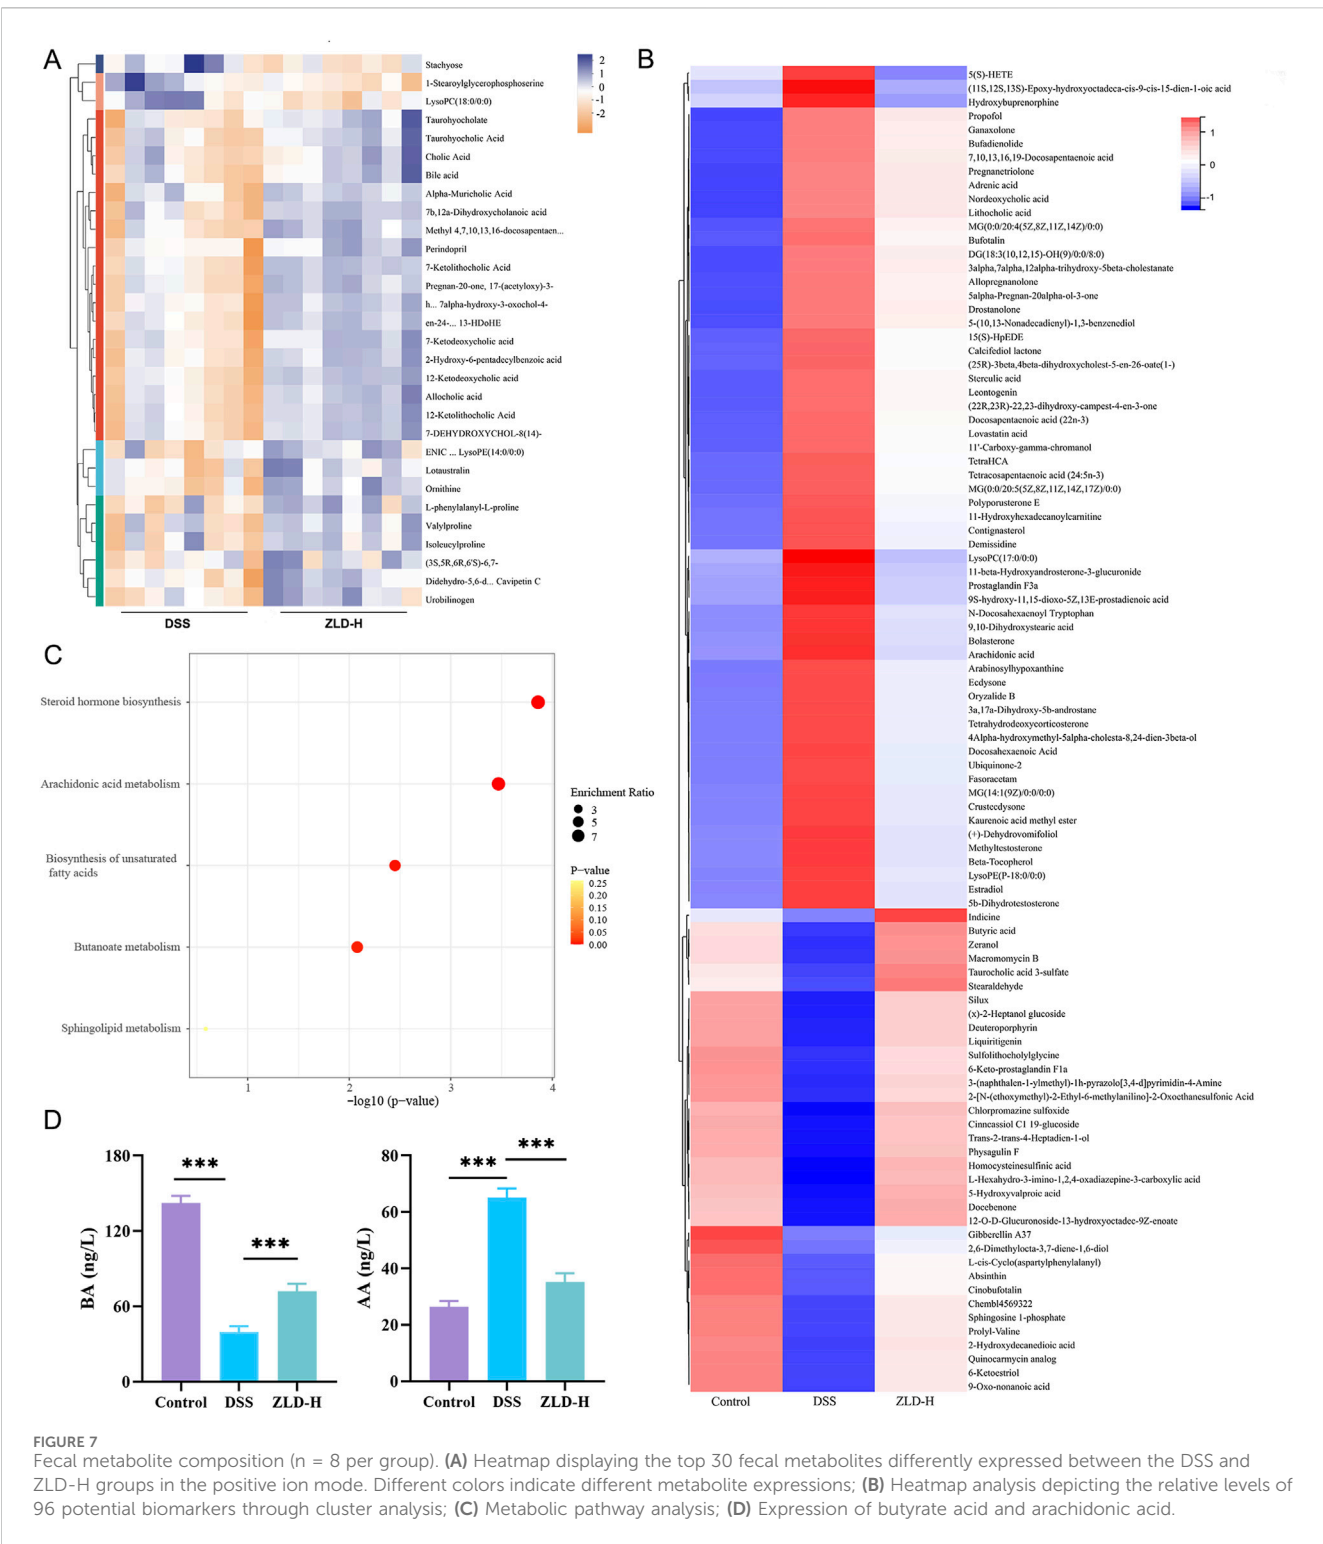 A
Stachyose
1-Stearoylglycerophosphoserine
LysoPC(18:0/0:0)
Taurohyocholate
Taurohyocholic Acid
Cholic Acid
Bile acid
Alpha-Muricholic Acid
7b,12a-Dihydroxycholanoic acid
Methyl 4,7,10,13,16-docosapentaen...
Perindopril
7-Ketolithocholic Acid
Pregnan-20-one, 17-(acetyloxy)-3-
h... 7alpha-hydroxy-3-oxochol-4-
en-24-... 13-HDoHE
7-Ketodeoxycholic acid
2-Hydroxy-6-pentadecylbenzoic acid
12-Ketodeoxycholic acid
Allocholic acid
12-Ketolithocholic Acid
7-DEHYDROXYCHOL-8(14)-
ENIC ... LysoPE(14:0/0:0)
Lotaustralin
Ornithine
L-phenylalanyl-L-proline
Valylproline
Isoleucylproline
(3S,5R,6R,6'S)-6,7-
Didehydro-5,6-d... Cavipetin C
Urobilinogen
2
1
0
-1
-2
DSS
ZLD-H
B
5(S)-HETE
(11S,12S,13S)-Epoxy-hydroxyoctadeca-cis-9-cis-15-dien-1-oic acid
Hydroxybuprenorphine
Propofol
Ganaxolone
Bufadienolide
7,10,13,16,19-Docosapentaenoic acid
Pregnanetriolone
Adrenic acid
Nordeoxycholic acid
Lithocholic acid
MG(0:0/20:4(5Z,8Z,11Z,14Z)/0:0)
Bufotalin
DG(18:3(10,12,15)-OH(9)/0:0/8:0)
3alpha,7alpha,12alpha-trihydroxy-5beta-cholestanate
Allopregnanolone
5alpha-Pregnan-20alpha-ol-3-one
Drostanolone
5-(10,13-Nonadecadienyl)-1,3-benzenediol
15(S)-HpEDE
Calcifediol lactone
(25R)-3beta,4beta-dihydroxycholest-5-en-26-oate(1-)
Sterculic acid
Leontogenin
(22R,23R)-22,23-dihydroxy-campest-4-en-3-one
Docosapentaenoic acid (22n-3)
Lovastatin acid
11'-Carboxy-gamma-chromanol
TetraHCA
Tetracosapentaenoic acid (24:5n-3)
MG(0:0/20:5(5Z,8Z,11Z,14Z,17Z)/0:0)
Polyporusterone E
11-Hydroxyhexadecanoylcarnitine
Contignasterol
Demissidine
LysoPC(17:0/0:0)
11-beta-Hydroxyandrosterone-3-glucuronide
Prostaglandin F3a
9S-hydroxy-11,15-dioxo-5Z,13E-prostadienoic acid
N-Docosahexaenoyl Tryptophan
9,10-Dihydroxystearic acid
Bolasterone
Arachidonic acid
Arabinosylhypoxanthine
Ecdysone
Oryzalide B
3a,17a-Dihydroxy-5b-androstane
Tetrahydrodeoxycorticosterone
4Alpha-hydroxymethyl-5alpha-cholesta-8,24-dien-3beta-ol
Docosahexaenoic Acid
Ubiquinone-2
Fasoracetam
MG(14:1(9Z)/0:0/0:0)
Crustecdysone
Kaurenoic acid methyl ester
(+)-Dehydrovomifoliol
Methyltestosterone
Beta-Tocopherol
LysoPE(P-18:0/0:0)
Estradiol
5b-Dihydrotestosterone
Indicine
Butyric acid
Zeranol
Macromomycin B
Taurocholic acid 3-sulfate
Stearaldehyde
Silux
(x)-2-Heptanol glucoside
Deuteroporphyrin
Liquiritigenin
Sulfolithocholylglycine
6-Keto-prostaglandin F1a
3-(naphthalen-1-ylmethyl)-1h-pyrazolo[3,4-d]pyrimidin-4-Amine
2-[N-(ethoxymethyl)-2-Ethyl-6-methylanilino]-2-Oxoethanesulfonic Acid
Chlorpromazine sulfoxide
Cinncassiol C1 19-glucoside
Trans-2-trans-4-Heptadien-1-ol
Physagulin F
Homocysteinesulfinic acid
L-Hexahydro-3-imino-1,2,4-oxadiazepine-3-carboxylic acid
5-Hydroxyvalproic acid
Docebenone
12-O-D-Glucuronoside-13-hydroxyoctadec-9Z-enoate
Gibberellin A37
2,6-Dimethylocta-3,7-diene-1,6-diol
L-cis-Cyclo(aspartylphenylalanyl)
Absinthin
Cinobufotalin
Chembl4569322
Sphingosine 1-phosphate
Prolyl-Valine
2-Hydroxydecanedioic acid
Quinocarmycin analog
6-Ketoestriol
9-Oxo-nonanoic acid
1
0
-1
Control
DSS
ZLD-H
C
Steroid hormone biosynthesis
Arachidonic acid metabolism
Biosynthesis of unsaturated
fatty acids
Butanoate metabolism
Sphingolipid metabolism
1
2
3
4
−log10 (p-value)
Enrichment Ratio
3
5
7
P−value
0.25
0.20
0.15
0.10
0.05
0.00
D
BA (ng/L)
180
120
60
0
***
***
Control
DSS
ZLD-H
AA (ng/L)
80
60
40
20
0
***
***
Control
DSS
ZLD-H
FIGURE 7
Fecal metabolite composition (n = 8 per group). (A) Heatmap displaying the top 30 fecal metabolites differently expressed between the DSS and
ZLD-H groups in the positive ion mode. Different colors indicate different metabolite expressions; (B) Heatmap analysis depicting the relative levels of
96 potential biomarkers through cluster analysis; (C) Metabolic pathway analysis; (D) Expression of butyrate acid and arachidonic acid.